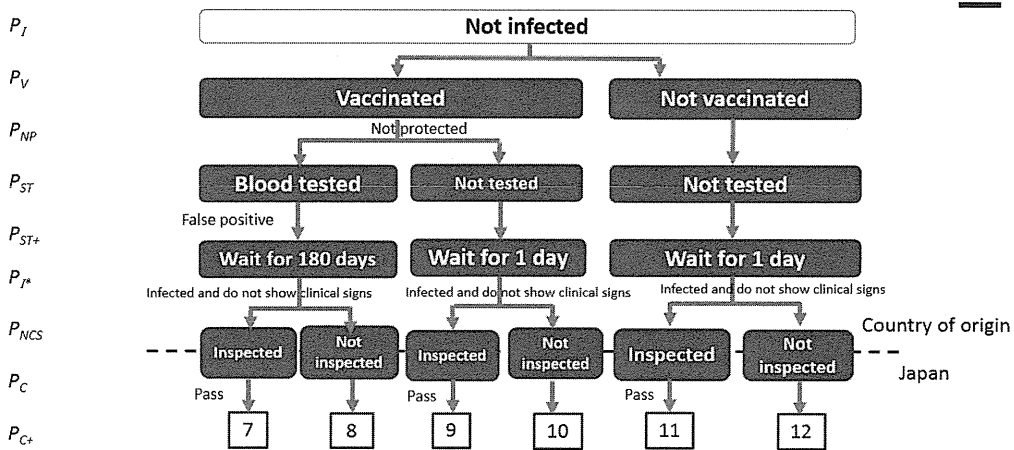 P_I
Not infected
P_V
Vaccinated
Not vaccinated
P_NP
Not protected
P_ST
Blood tested
Not tested
Not tested
False positive
P_ST+
Wait for 180 days
Wait for 1 day
Wait for 1 day
P_I*
Infected and do not show clinical signs
Infected and do not show clinical signs
Infected and do not show clinical signs
P_NCS
Inspected
Not
inspected
Inspected
Not
inspected
Inspected
Not
inspected
Country of origin
Japan
P_C
Pass
Pass
Pass
P_C+
7
8
9
10
11
12